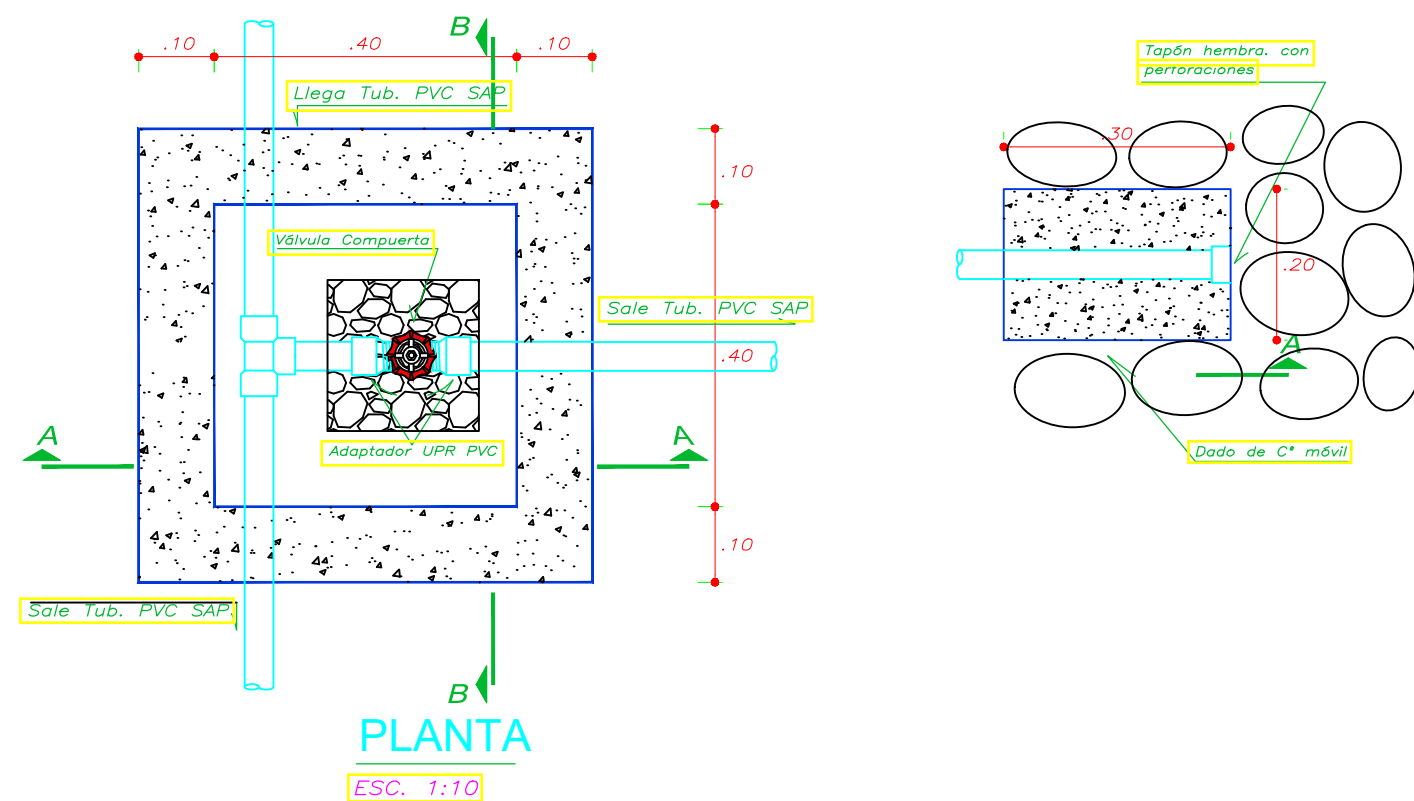 B
.10
.40
.10
Llega Tub. PVC SAP
.10
Válvula Compuerta
Sale Tub. PVC SAP
.40
A
A
Adaptador UPR PVC
.10
Sale Tub. PVC SAP
B
PLANTA
ESC. 1:10
Tapón hembra. con
perforaciones
.30
.20
A
Dado de C° móvil